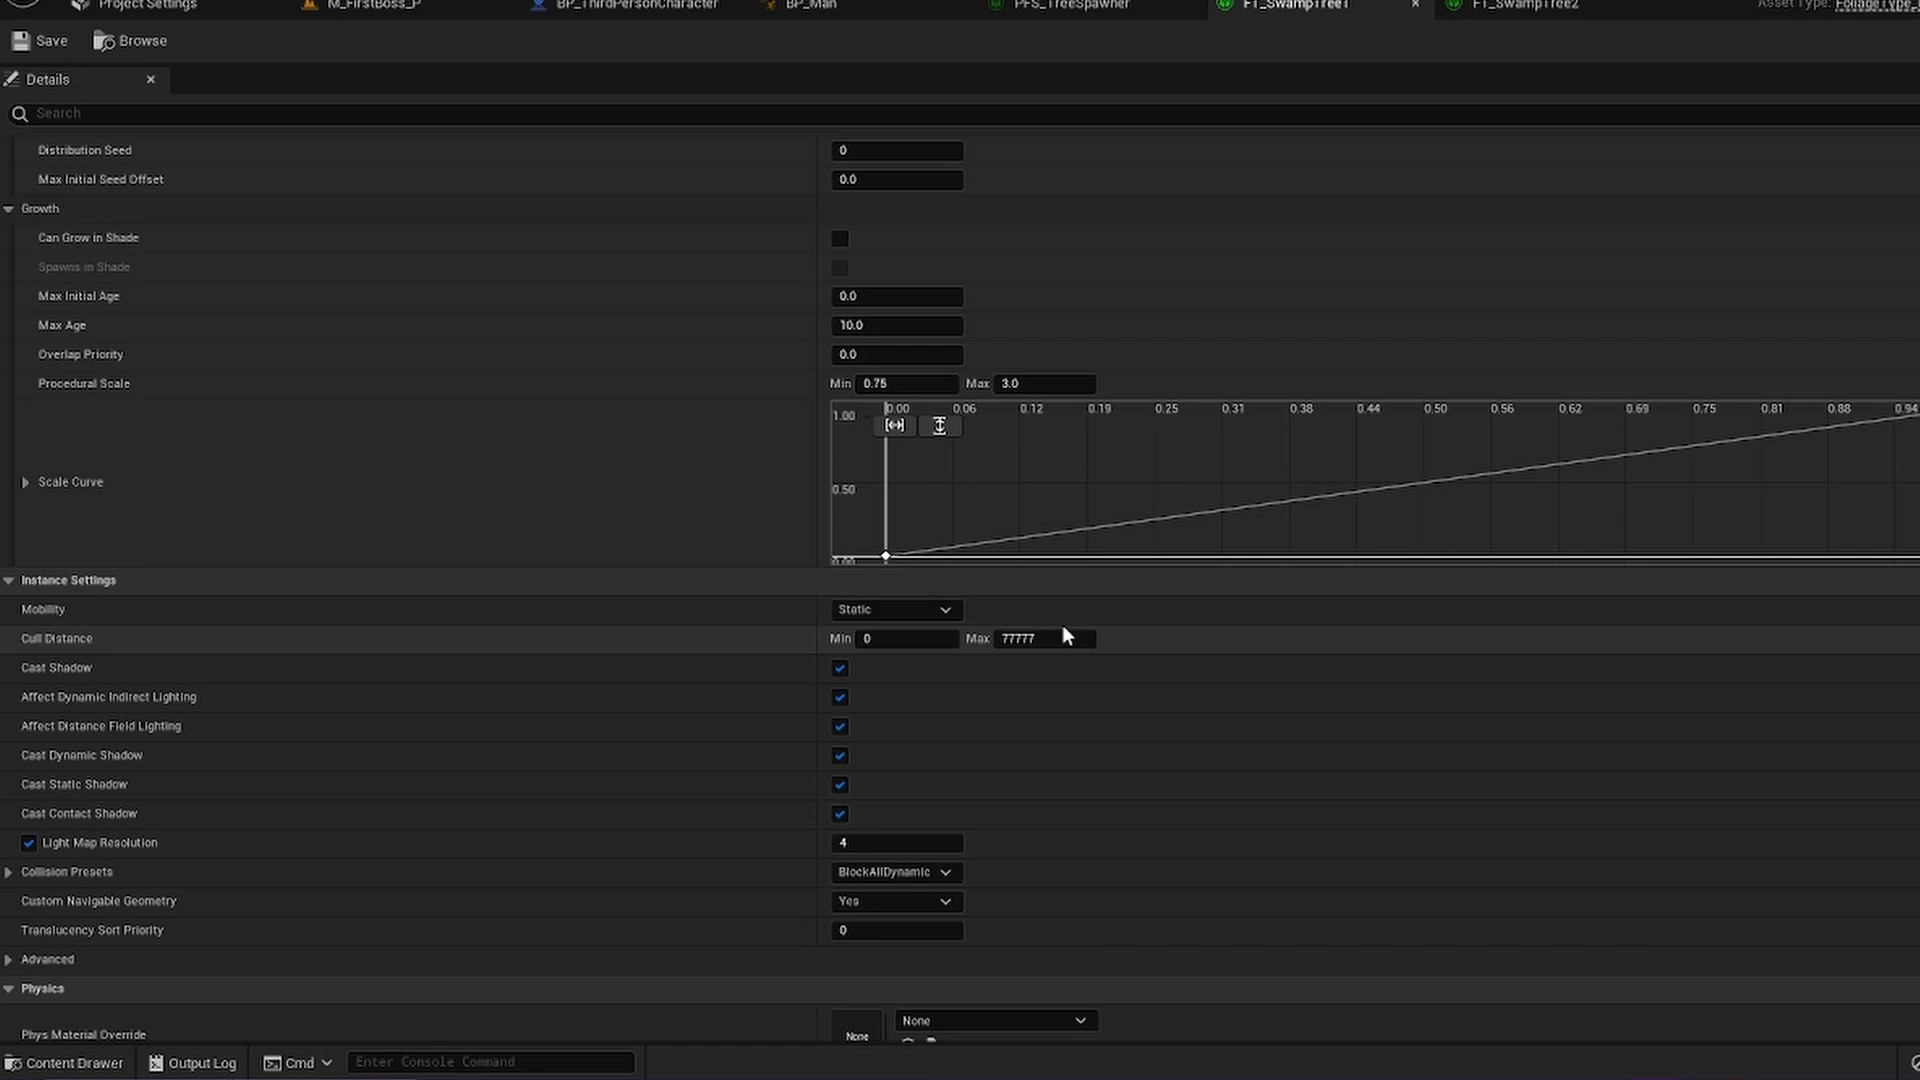 Project Settings M_FirstBoss_P BP_ThirdPersonCharacter BP_Man PFS_TreeSpawner FT_SwampTree1 FT_SwampTree2 Asset Type:
Save Browse
Details
Search
Distribution Seed 0
Max Initial Seed Offset 0.0
Growth
Can Grow in Shade
Spawns in Shade
Max Initial Age 0.0
Max Age 10.0
Overlap Priority 0.0
Procedural Scale Min 0.75 Max 3.0
0.00 0.06 0.12 0.19 0.25 0.31 0.38 0.44 0.50 0.56 0.62 0.69 0.75 0.81 0.88 0.94
1.00
Scale Curve
0.50
0.00
Instance Settings
Mobility Static
Cull Distance Min 0 Max 77777
Cast Shadow
Affect Dynamic Indirect Lighting
Affect Distance Field Lighting
Cast Dynamic Shadow
Cast Static Shadow
Cast Contact Shadow
Light Map Resolution 4
Collision Presets BlockAllDynamic
Custom Navigable Geometry Yes
Translucency Sort Priority 0
Advanced
Physics
Phys Material Override None None
Content Drawer Output Log Cmd Enter Console Command